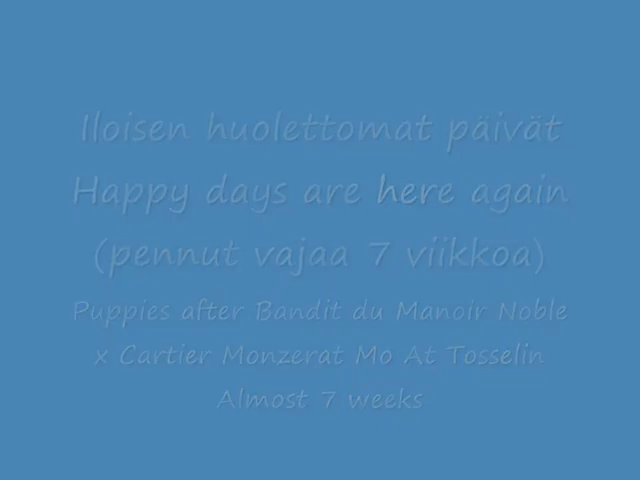 Iloisen huolettomat päivät
Happy days are here again
(pennut vajaa 7 viikkoa)
Puppies after Bandit du Manoir Noble
x Cartier Monzerat Mo At Tosselin
Almost 7 weeks